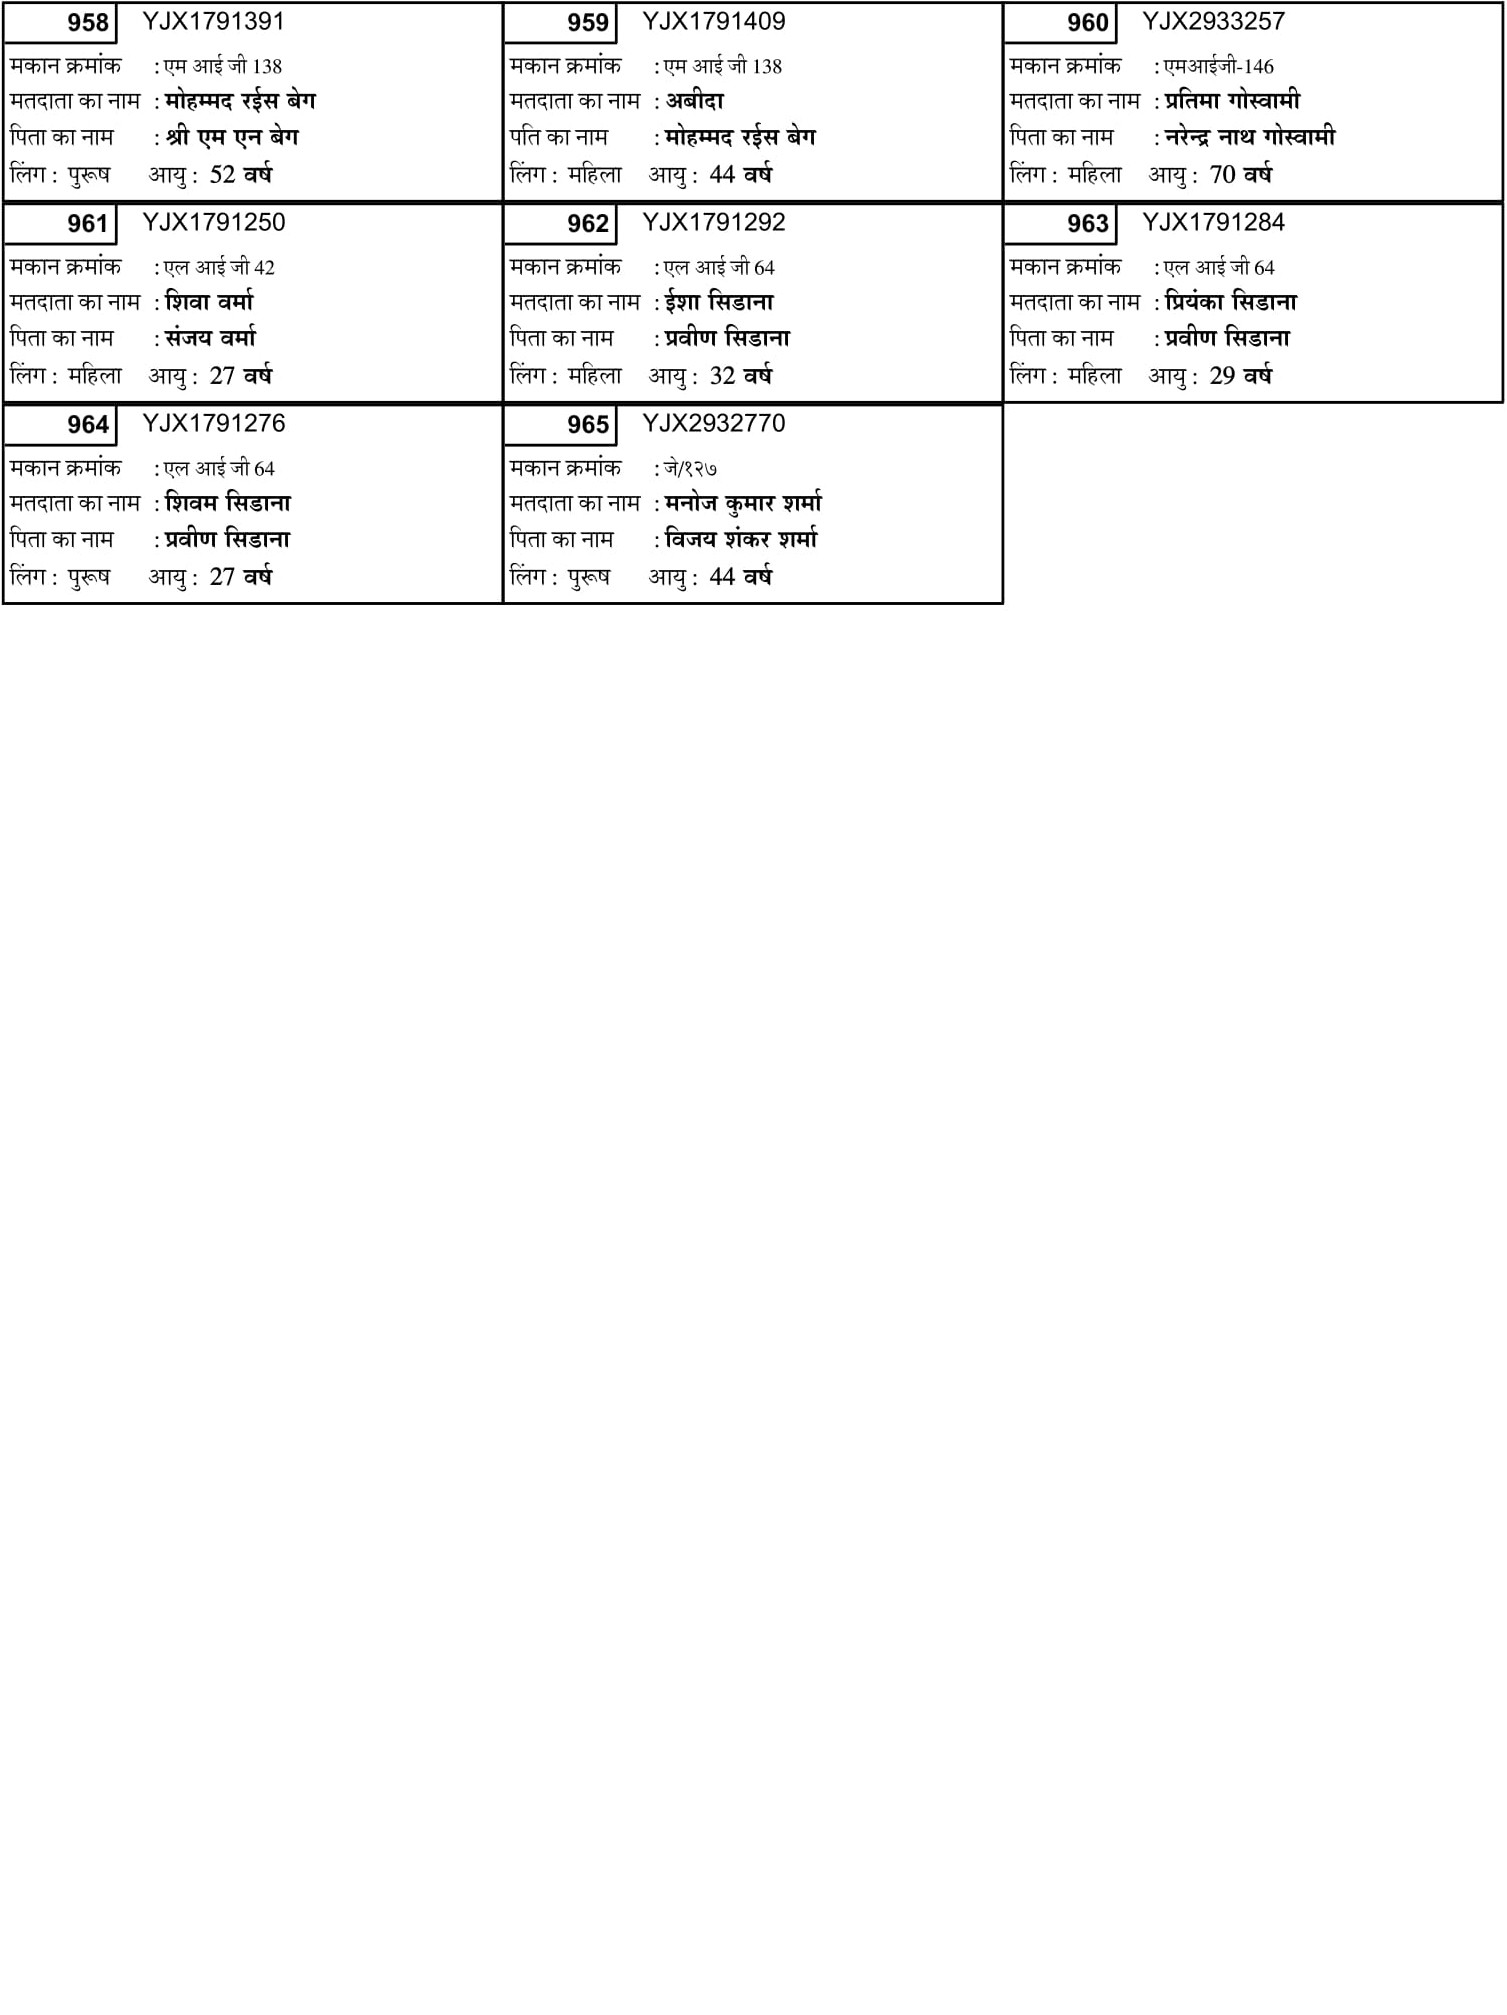 958 YJX1791391
मकान क्रमांक : एम आई जी 138
मतदाता का नाम : मोहम्मद रईस बेग
पिता का नाम : श्री एम एन बेग
लिंग : पुरूष आयु : 52 वर्ष
959 YJX1791409
मकान क्रमांक : एम आई जी 138
मतदाता का नाम : अबीदा
पति का नाम : मोहम्मद रईस बेग
लिंग : महिला आयु : 44 वर्ष
960 YJX2933257
मकान क्रमांक : एमआईजी-146
मतदाता का नाम : प्रतिमा गोस्वामी
पिता का नाम : नरेन्द्र नाथ गोस्वामी
लिंग : महिला आयु : 70 वर्ष
961 YJX1791250
मकान क्रमांक : एल आई जी 42
मतदाता का नाम : शिवा वर्मा
पिता का नाम : संजय वर्मा
लिंग : महिला आयु : 27 वर्ष
962 YJX1791292
मकान क्रमांक : एल आई जी 64
मतदाता का नाम : ईशा सिडाना
पिता का नाम : प्रवीण सिडाना
लिंग : महिला आयु : 32 वर्ष
963 YJX1791284
मकान क्रमांक : एल आई जी 64
मतदाता का नाम : प्रियंका सिडाना
पिता का नाम : प्रवीण सिडाना
लिंग : महिला आयु : 29 वर्ष
964 YJX1791276
मकान क्रमांक : एल आई जी 64
मतदाता का नाम : शिवम सिडाना
पिता का नाम : प्रवीण सिडाना
लिंग : पुरूष आयु : 27 वर्ष
965 YJX2932770
मकान क्रमांक : जे/१२७
मतदाता का नाम : मनोज कुमार शर्मा
पिता का नाम : विजय शंकर शर्मा
लिंग : पुरूष आयु : 44 वर्ष